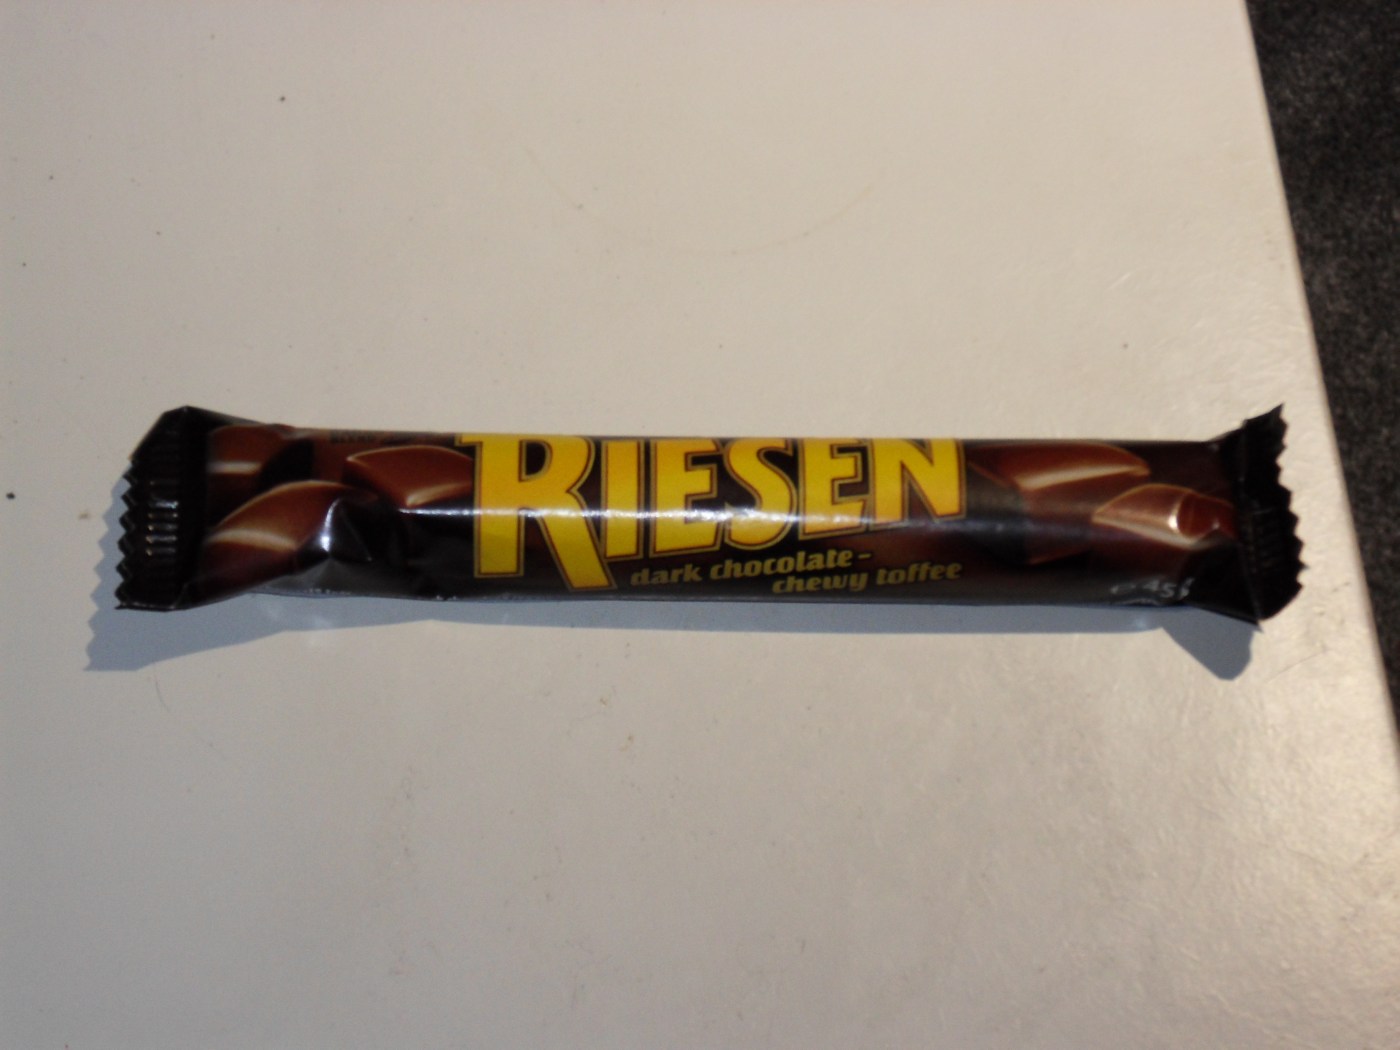 RIESEN
dark chocolate-
chewy toffee